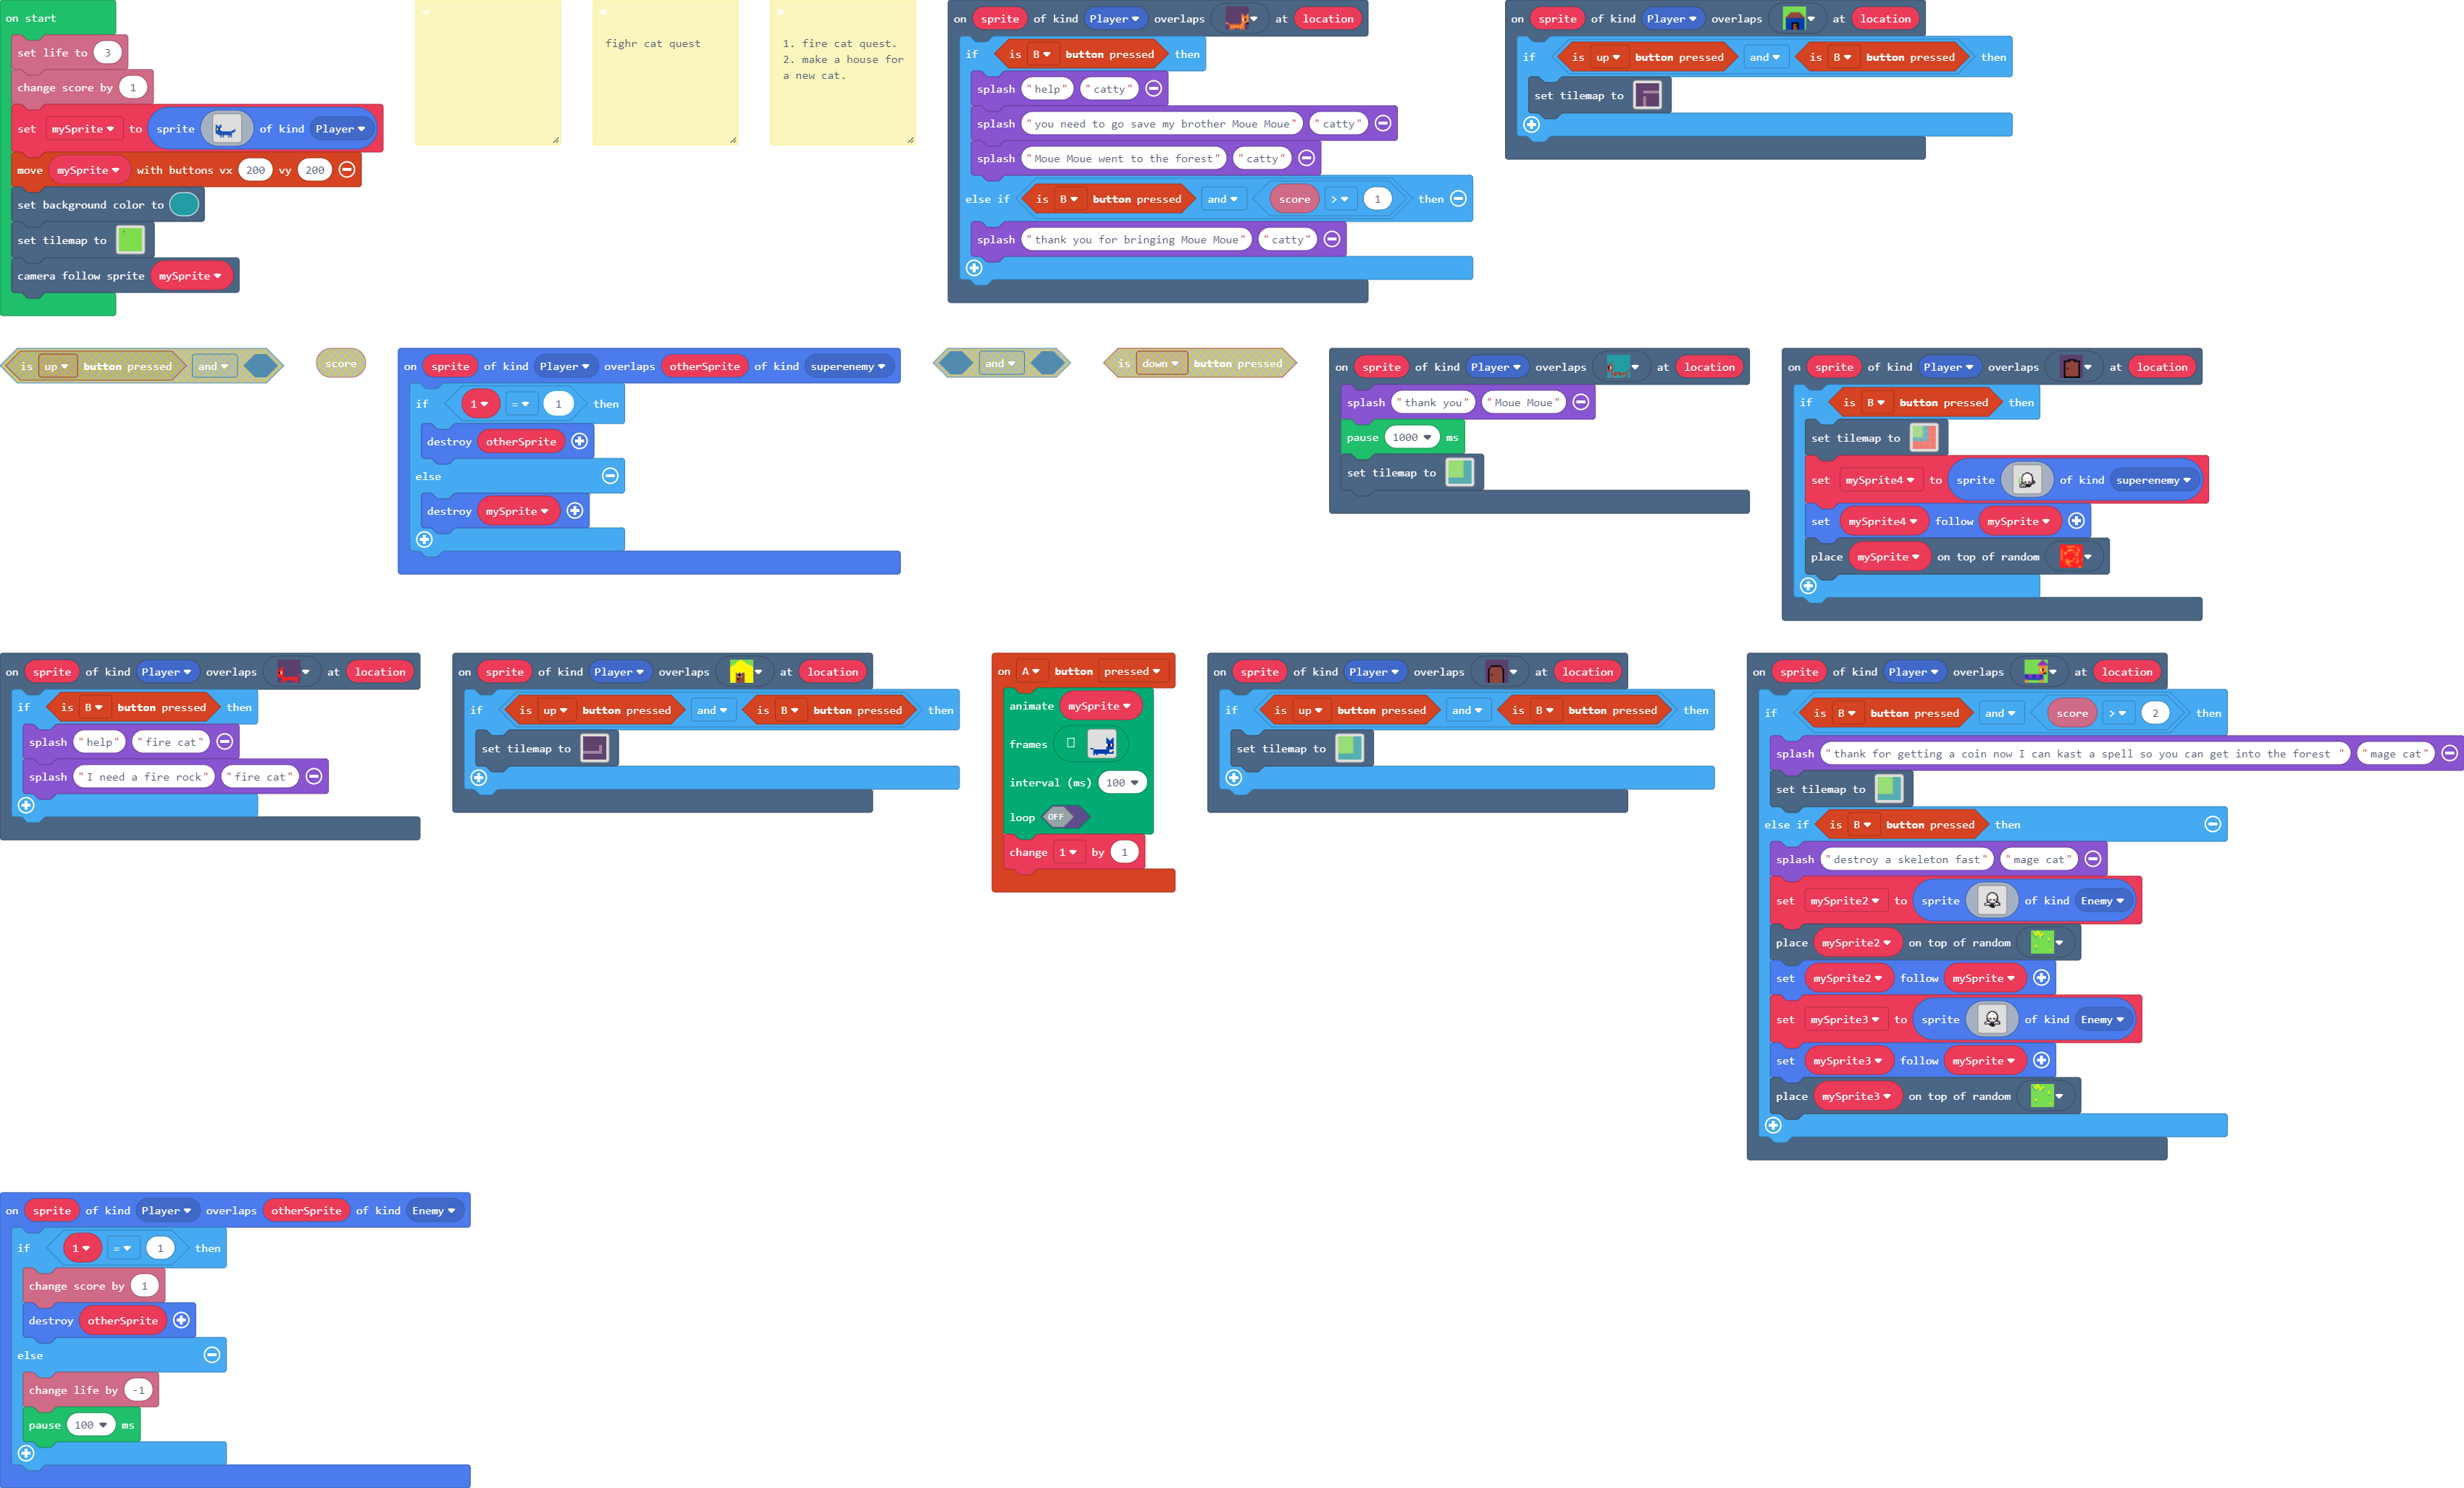 on start
set life to 3
change score by 1
set mySprite to sprite of kind Player
move mySprite with buttons vx 200 vy 200
set background color to
set tilemap to
camera follow sprite mySprite
fighr cat quest
1. fire cat quest.
2. make a house for
a new cat.
on sprite of kind Player overlaps at location
if is B button pressed then
splash "help" "catty"
splash "you need to go save my brother Moue Moue" "catty"
splash "Moue Moue went to the forest" "catty"
else if is B button pressed and score > 1 then
splash "thank you for bringing Moue Moue" "catty"
on sprite of kind Player overlaps at location
if is up button pressed and is B button pressed then
set tilemap to
is up button pressed and
score
on sprite of kind Player overlaps otherSprite of kind superenemy
if 1 = 1 then
destroy otherSprite
else
destroy mySprite
and
is down button pressed
on sprite of kind Player overlaps at location
splash "thank you" "Moue Moue"
pause 1000 ms
set tilemap to
on sprite of kind Player overlaps at location
if is B button pressed then
set tilemap to
set mySprite4 to sprite of kind superenemy
set mySprite4 follow mySprite
place mySprite on top of random
on sprite of kind Player overlaps at location
if is B button pressed then
splash "help" "fire cat"
splash "I need a fire rock" "fire cat"
on sprite of kind Player overlaps at location
if is up button pressed and is B button pressed then
set tilemap to
on A button pressed
animate mySprite
frames
interval (ms) 100
loop OFF
change 1 by 1
on sprite of kind Player overlaps at location
if is up button pressed and is B button pressed then
set tilemap to
on sprite of kind Player overlaps at location
if is B button pressed and score > 2 then
splash "thank for getting a coin now I can kast a spell so you can get into the forest " "mage cat"
set tilemap to
else if is B button pressed then
splash "destroy a skeleton fast" "mage cat"
set mySprite2 to sprite of kind Enemy
place mySprite2 on top of random
set mySprite2 follow mySprite
set mySprite3 to sprite of kind Enemy
set mySprite3 follow mySprite
place mySprite3 on top of random
on sprite of kind Player overlaps otherSprite of kind Enemy
if 1 = 1 then
change score by 1
destroy otherSprite
else
change life by -1
pause 100 ms